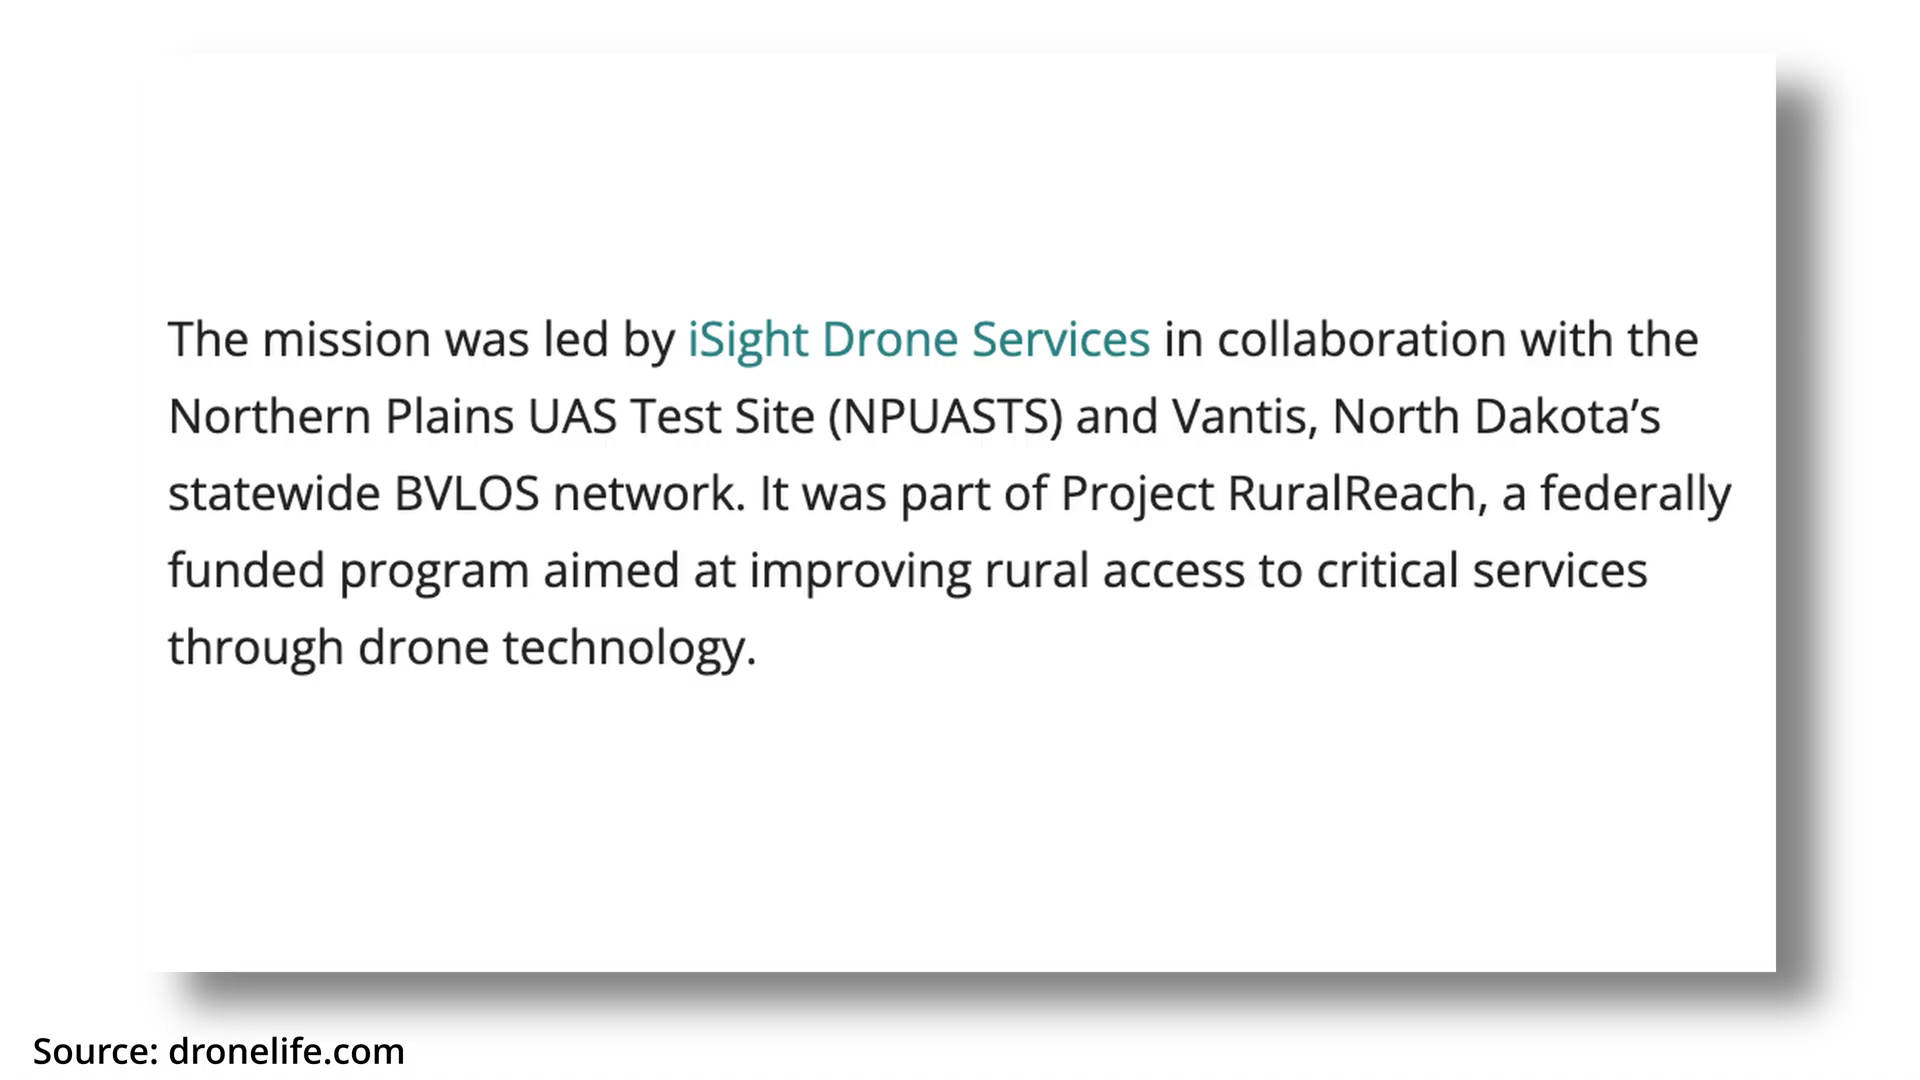 The mission was led by iSight Drone Services in collaboration with the
Northern Plains UAS Test Site (NPUASTS) and Vantis, North Dakota’s
statewide BVLOS network. It was part of Project RuralReach, a federally
funded program aimed at improving rural access to critical services
through drone technology.
Source: dronelife.com